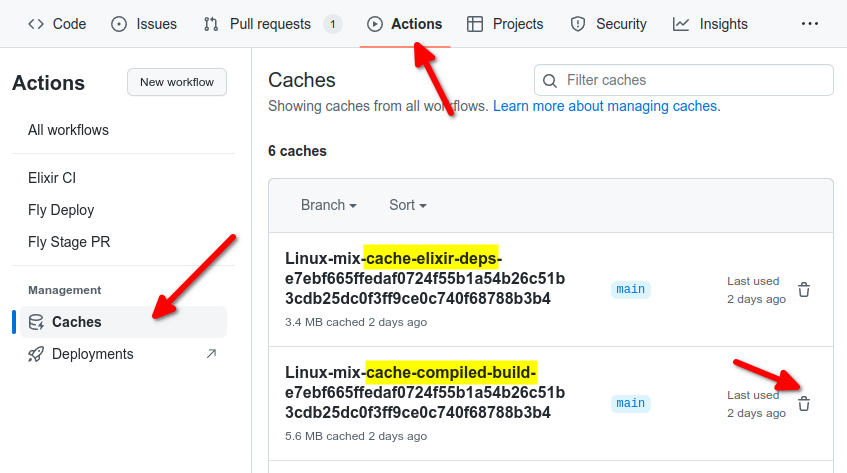 Code Issues Pull requests 1 Actions Projects Security Insights ...
Actions
New workflow
All workflows
Elixir CI
Fly Deploy
Fly Stage PR
Management
Caches
Deployments
Caches
Filter caches
Showing caches from all workflows. Learn more about managing caches.
6 caches
Branch Sort
Linux-mix-cache-elixir-deps-
e7ebf665ffedaf0724f55b1a54b26c51b
3cdb25dc0f3ff9ce0c740f68788b3b4
3.4 MB cached 2 days ago
main
Last used
2 days ago
Linux-mix-cache-compiled-build-
e7ebf665ffedaf0724f55b1a54b26c51b
3cdb25dc0f3ff9ce0c740f68788b3b4
5.6 MB cached 2 days ago
main
Last used
2 days ago